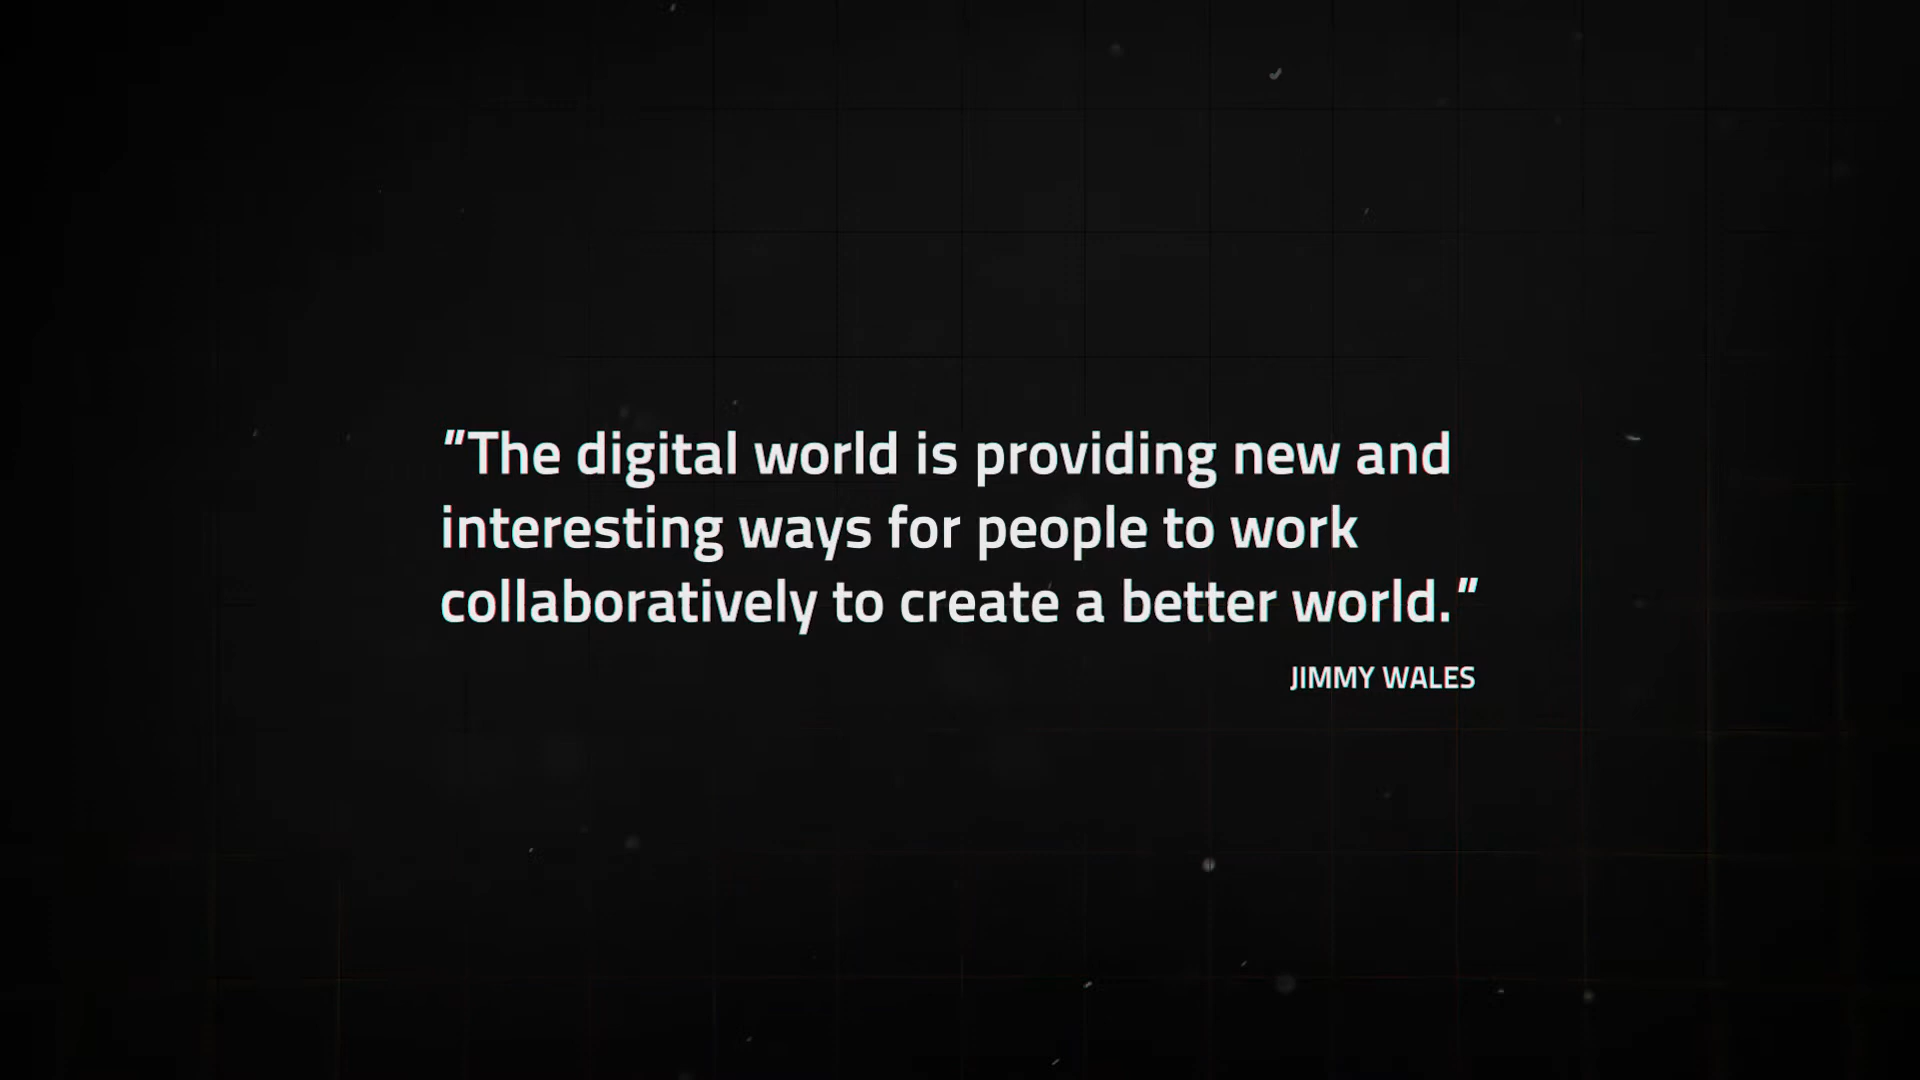 "The digital world is providing new and
interesting ways for people to work
collaboratively to create a better world."
JIMMY WALES